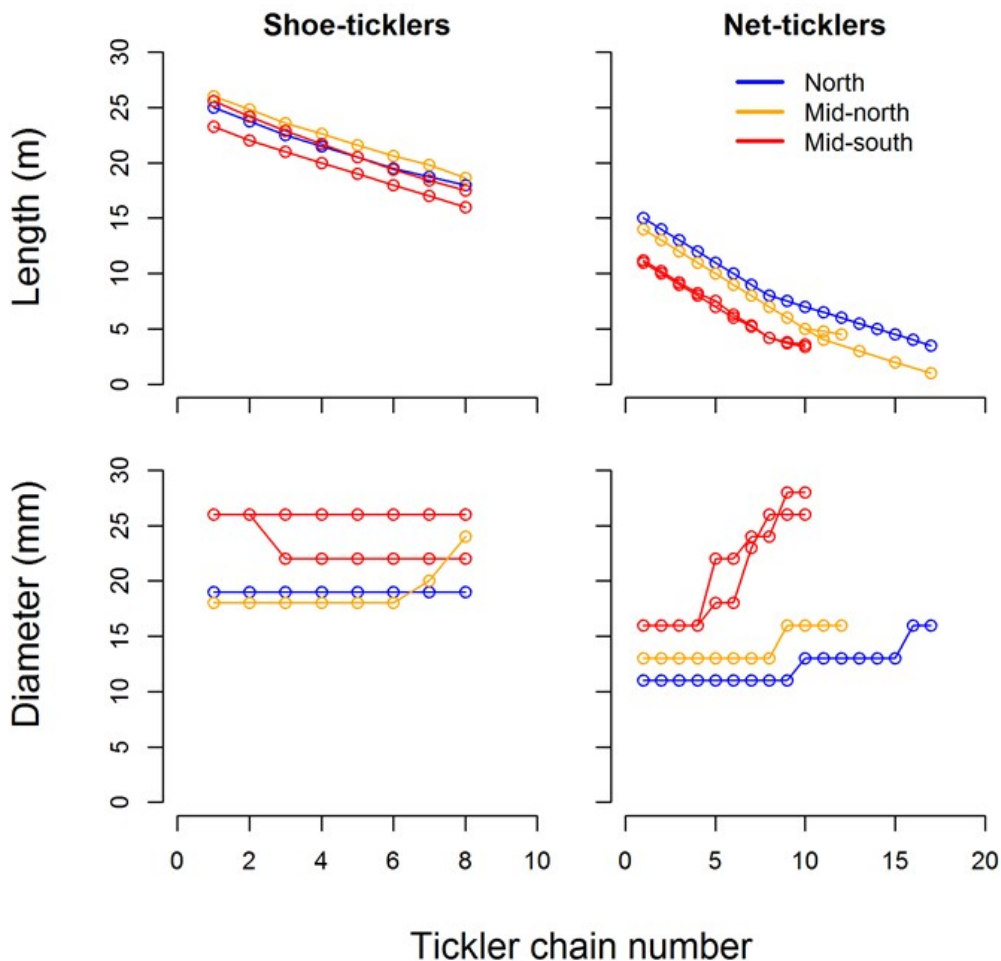 Shoe-ticklers
Net-ticklers
Length (m)
0 5 10 15 20 25 30
North
Mid-north
Mid-south
Diameter (mm)
0 5 10 15 20 25 30
0 2 4 6 8 10
0 5 10 15 20
Tickler chain number